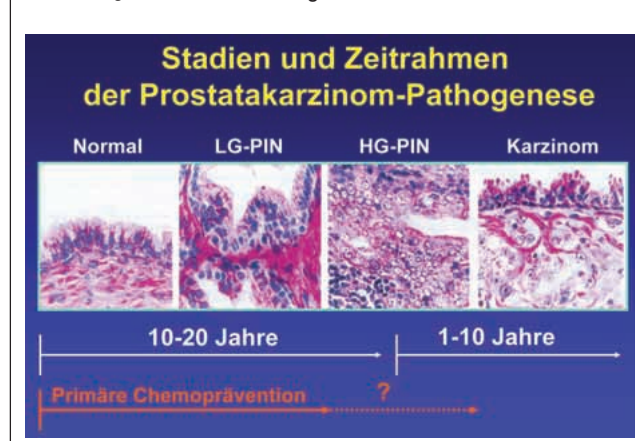 Stadien und Zeitrahmen
der Prostatakarzinom-Pathogenese
Normal LG-PIN HG-PIN Karzinom
10-20 Jahre 1-10 Jahre
Primäre Chemoprävention ?